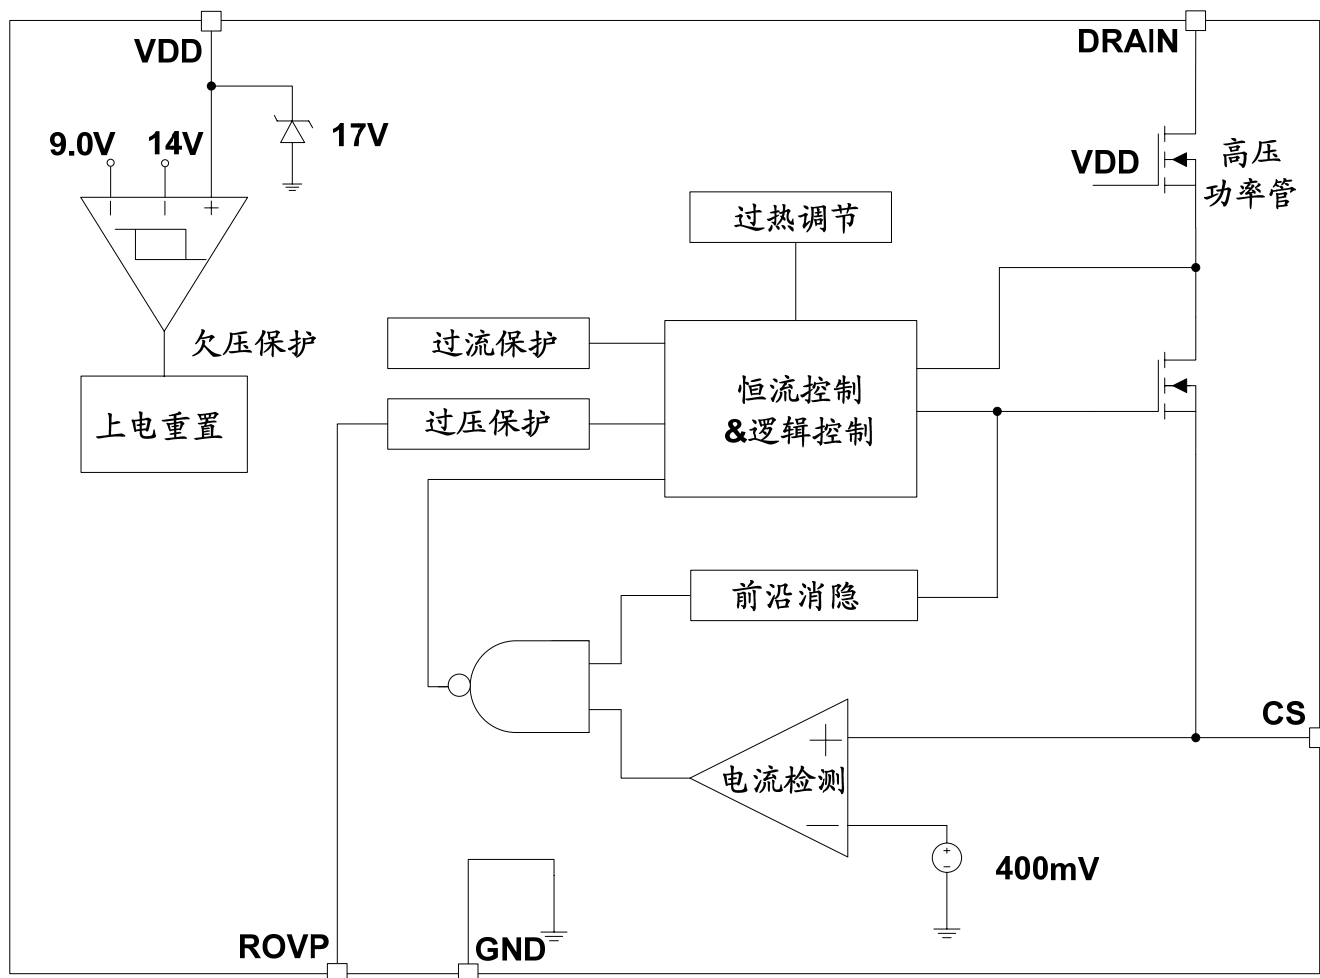 VDD
DRAIN
9.0V
14V
17V
VDD
高压
功率管
过热调节
欠压保护
过流保护
上电重置
过压保护
恒流控制
&逻辑控制
前沿消隐
CS
电流检测
400mV
ROVP
GND